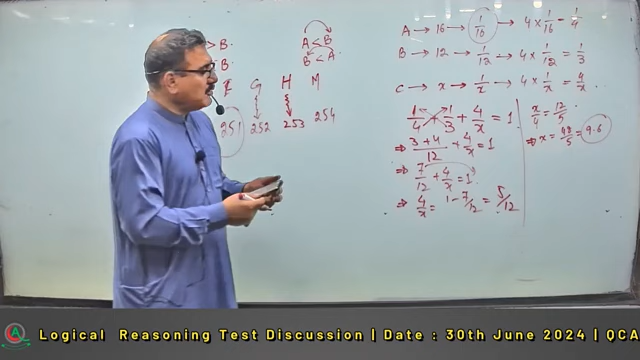 > B.
> B
A < B
B < A
E G H M
251 252 253 254
A → 16 → 1/16 → 4 × 1/16 = 1/4
B → 12 → 1/12 → 4 × 1/12 = 1/3
C → x → 1/x → 4 × 1/x = 4/x
1/4 + 1/3 + 4/x = 1
⇒ 3+4/12 + 4/x = 1
⇒ 7/12 + 4/x = 1
⇒ 4/x = 1 - 7/12 = 5/12
x/4 = 12/5
⇒ x = 48/5 = 9.6
Logical Reasoning Test Discussion | Date : 30th June 2024 | QCA